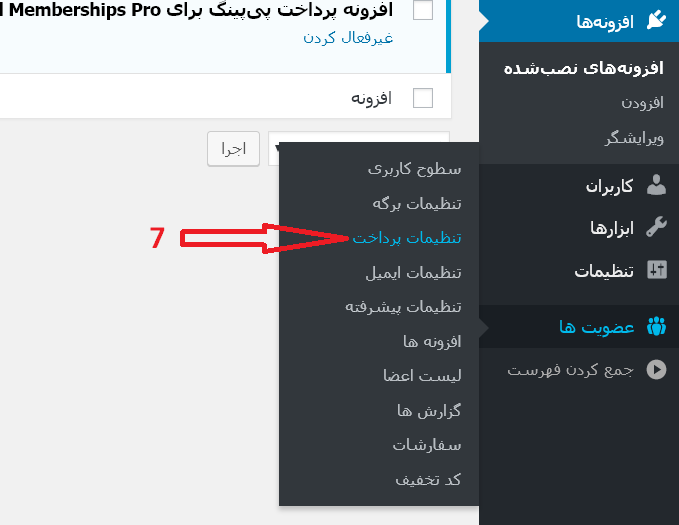 افزونه‌ها
افزونه‌های نصب‌شده
افزودن
ویرایشگر
کاربران
ابزارها
تنظیمات
عضویت ها
جمع کردن فهرست
افزونه پرداخت پی‌پینگ برای Memberships Pro
غیرفعال کردن
افزونه
اجرا
سطوح کاربری
تنظیمات برگه
تنظیمات پرداخت
7
تنظیمات ایمیل
تنظیمات پیشرفته
افزونه ها
لیست اعضا
گزارش ها
سفارشات
کد تخفیف